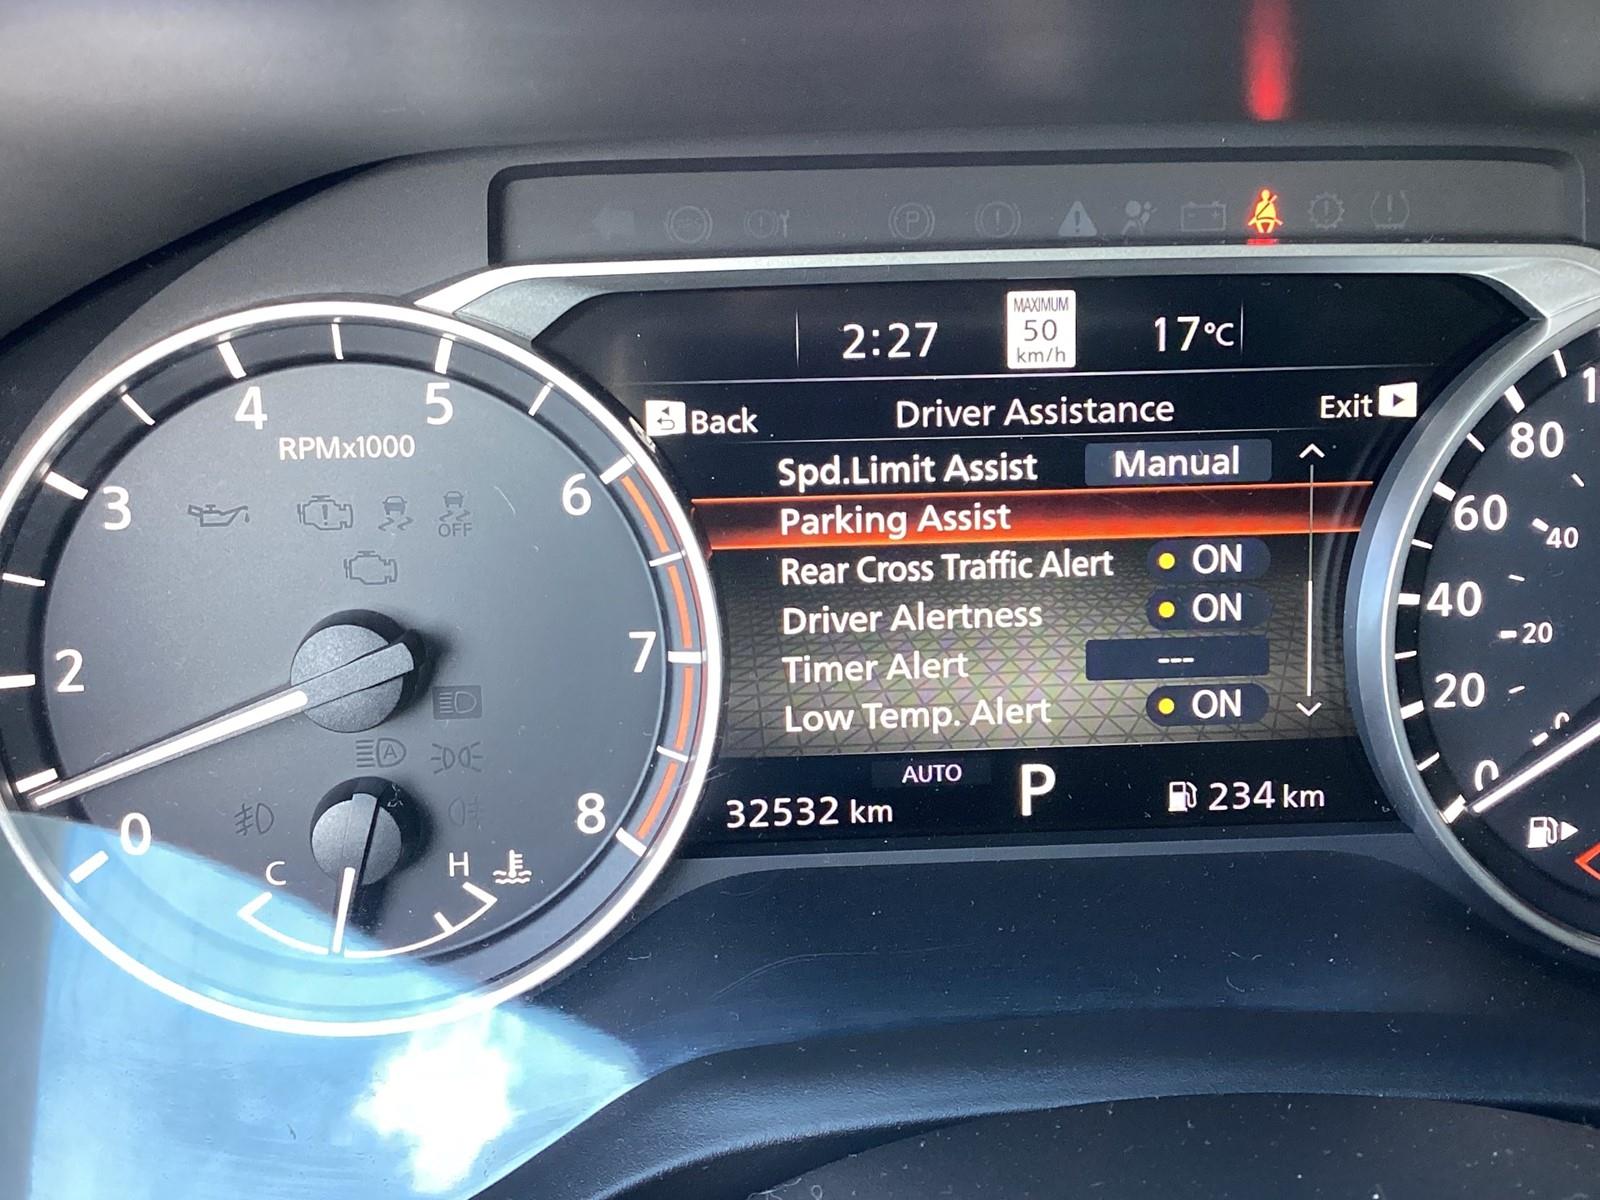 MAXIMUM
50
km/h
2:27
17°C
Back
Driver Assistance
Exit
Spd.Limit Assist Manual
Parking Assist
Rear Cross Traffic Alert ON
Driver Alertness ON
Timer Alert ---
Low Temp. Alert ON
AUTO
P
32532 km
234 km
RPMx1000
0
2
3
4
5
6
7
8
OFF
A
C
H
P
0
20
40
60
80
0
20
40